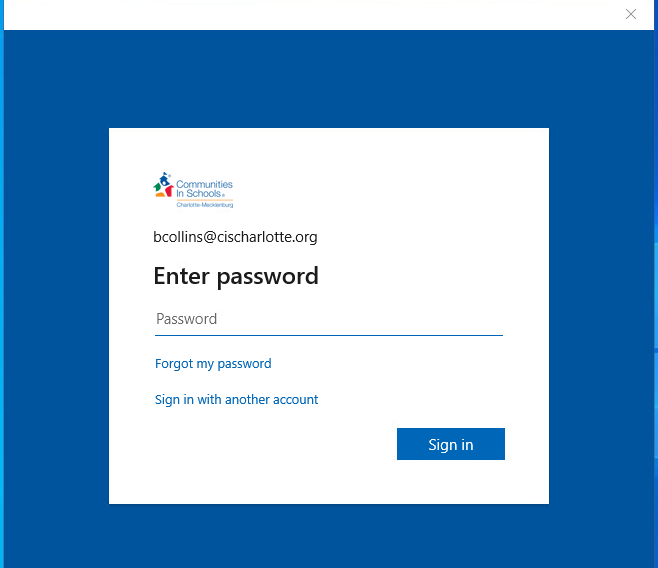 Communities
In Schools®
Charlotte-Mecklenburg
bcollins@cischarlotte.org
Enter password
Password
Forgot my password
Sign in with another account
Sign in